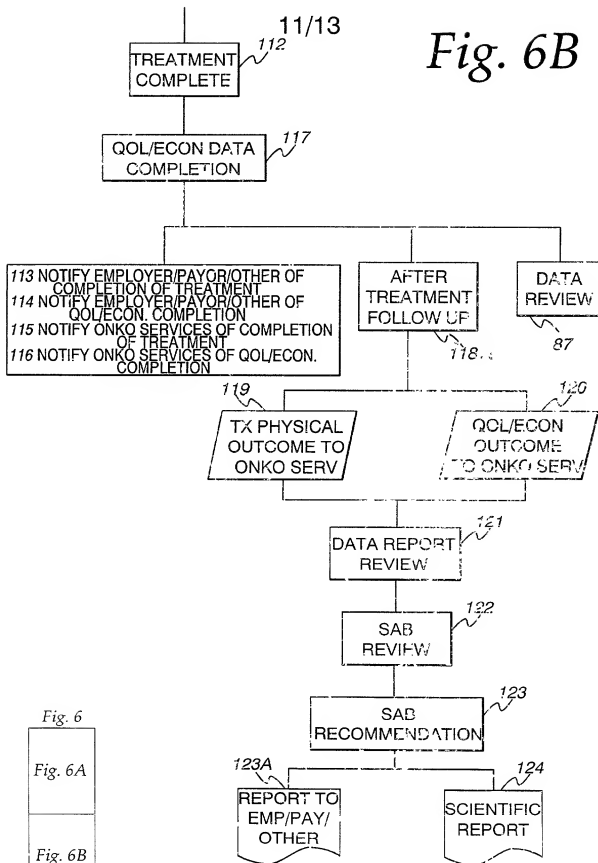 11/13
Fig. 6B
112
TREATMENT
COMPLETE
117
QOL/ECON DATA
COMPLETION
113 NOTIFY EMPLOYER/PAYOR/OTHER OF
COMPLETION OF TREATMENT
114 NOTIFY EMPLOYER/PAYOR/OTHER OF
QOL/ECON. COMPLETION
115 NOTIFY ONKO SERVICES OF COMPLETION
OF TREATMENT
116 NOTIFY ONKO SERVICES OF QOL/ECON.
COMPLETION
AFTER
TREATMENT
FOLLOW UP
118
DATA
REVIEW
87
119
TX PHYSICAL
OUTCOME TO
ONKO SERV
120
QOL/ECON
OUTCOME
TO ONKO SERV
121
DATA REPORT
REVIEW
122
SAB
REVIEW
123
SAB
RECOMMENDATION
123A
REPORT TO
EMP/PAY/
OTHER
124
SCIENTIFIC
REPORT
Fig. 6
Fig. 6A
Fig. 6B